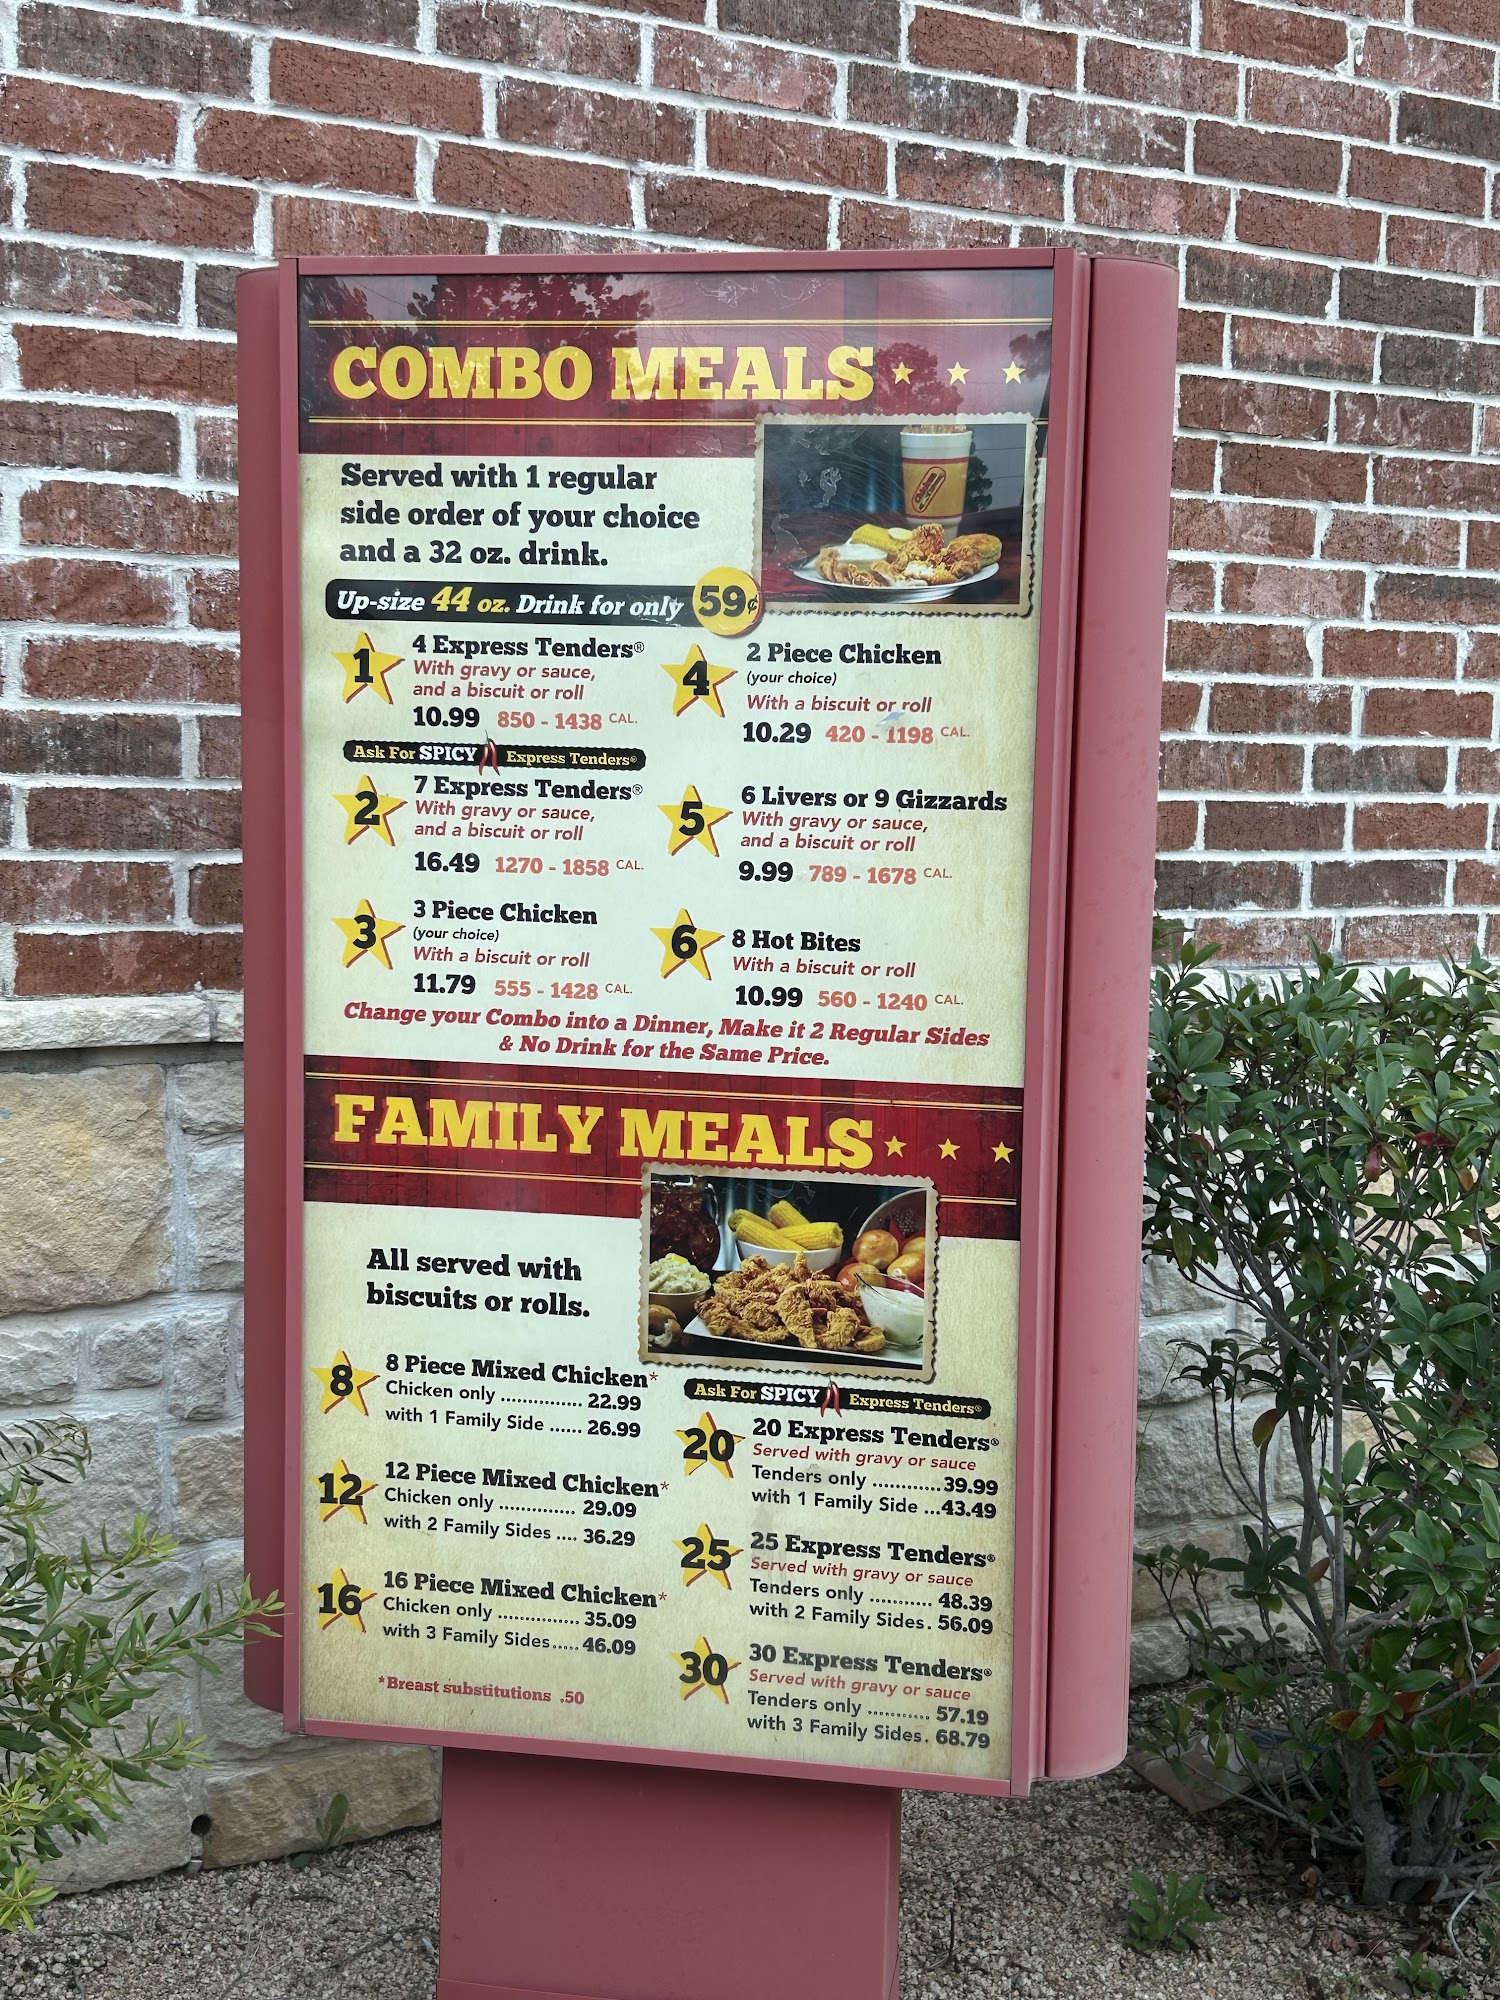 COMBO MEALS
Served with 1 regular
side order of your choice
and a 32 oz. drink.
Up-size 44 oz. Drink for only 59¢
1
4 Express Tenders®
With gravy or sauce,
and a biscuit or roll
10.99 850 - 1438 CAL.
Ask For SPICY Express Tenders®
2
7 Express Tenders®
With gravy or sauce,
and a biscuit or roll
16.49 1270 - 1858 CAL.
3
3 Piece Chicken
(your choice)
With a biscuit or roll
11.79 555 - 1428 CAL.
4
2 Piece Chicken
(your choice)
With a biscuit or roll
10.29 420 - 1198 CAL.
5
6 Livers or 9 Gizzards
With gravy or sauce,
and a biscuit or roll
9.99 789 - 1678 CAL.
6
8 Hot Bites
With a biscuit or roll
10.99 560 - 1240 CAL.
Change your Combo into a Dinner, Make it 2 Regular Sides
& No Drink for the Same Price.
FAMILY MEALS
All served with
biscuits or rolls.
8
8 Piece Mixed Chicken*
Chicken only ............... 22.99
with 1 Family Side ...... 26.99
12
12 Piece Mixed Chicken*
Chicken only .............. 29.09
with 2 Family Sides .... 36.29
16
16 Piece Mixed Chicken*
Chicken only ............... 35.09
with 3 Family Sides..... 46.09
*Breast substitutions .50
Ask For SPICY Express Tenders®
20
20 Express Tenders®
Served with gravy or sauce
Tenders only ............ 39.99
with 1 Family Side ... 43.49
25
25 Express Tenders®
Served with gravy or sauce
Tenders only ........... 48.39
with 2 Family Sides. 56.09
30
30 Express Tenders®
Served with gravy or sauce
Tenders only ........... 57.19
with 3 Family Sides. 68.79